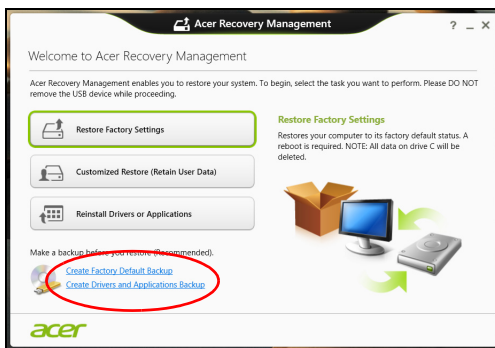 Acer Recovery Management
? _ X
Welcome to Acer Recovery Management
Acer Recovery Management enables you to restore your system. To begin, select the task you want to perform. Please DO NOT
remove the USB device while proceeding.
Restore Factory Settings
Customized Restore (Retain User Data)
Reinstall Drivers or Applications
Restore Factory Settings
Restores your computer to its factory default status. A
reboot is required. NOTE: All data on drive C will be
deleted.
Make a backup before you restore (Recommended).
Create Factory Default Backup
Create Drivers and Applications Backup
acer